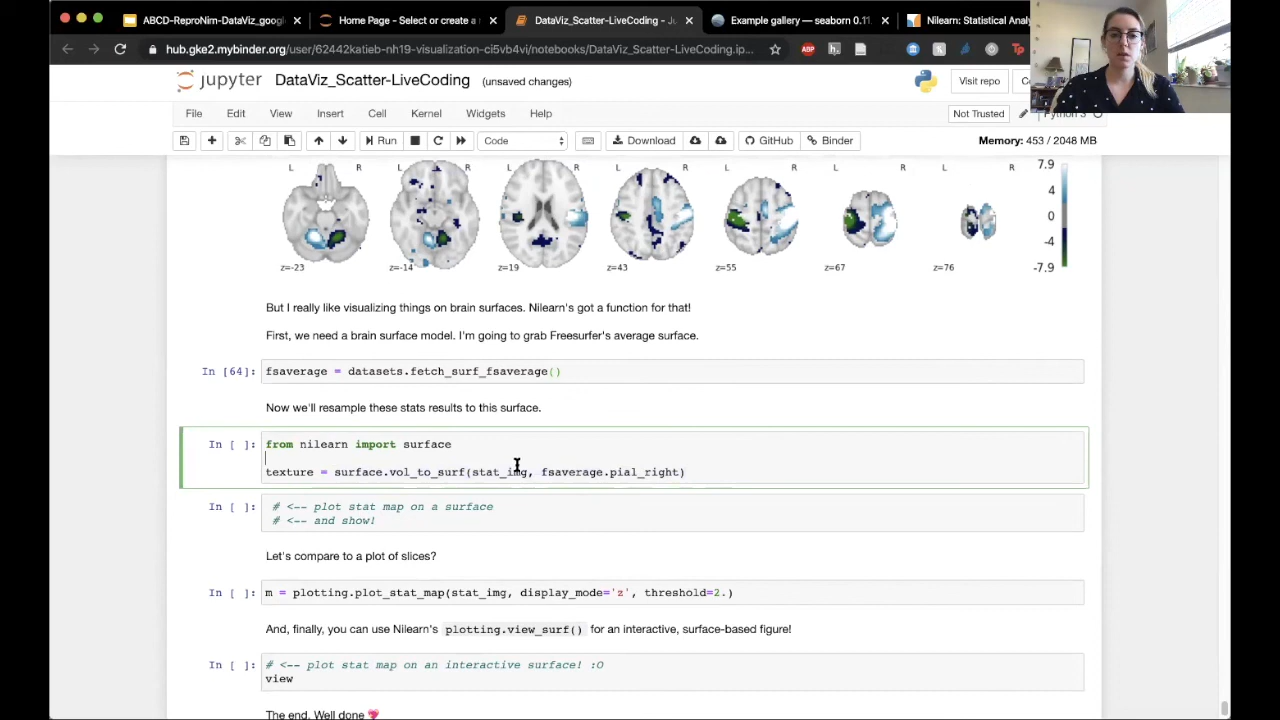 ABCD-ReproNim-DataViz_goog
Home Page - Select or create a n
DataViz_Scatter-LiveCoding - Ju
Example gallery — seaborn 0.11.
Nilearn: Statistical Analy
hub.gke2.mybinder.org/user/62442katieb-nh19-visualization-ci5vb4vi/notebooks/DataViz_Scatter-LiveCoding.ip...
ABP
h.
Tp
jupyter DataViz_Scatter-LiveCoding (unsaved changes)
Visit repo
File Edit View Insert Cell Kernel Widgets Help
Not Trusted
Python 3
Run
Code
Download
GitHub
Binder
Memory: 453 / 2048 MB
L R L R L R L R L R L R L R
7.9
4
0
-4
-7.9
z=-23 z=-14 z=19 z=43 z=55 z=67 z=76
But I really like visualizing things on brain surfaces. Nilearn's got a function for that!
First, we need a brain surface model. I'm going to grab Freesurfer's average surface.
In [64]: fsaverage = datasets.fetch_surf_fsaverage()
Now we'll resample these stats results to this surface.
In [ ]: from nilearn import surface
texture = surface.vol_to_surf(stat_img, fsaverage.pial_right)
In [ ]: # <-- plot stat map on a surface
# <-- and show!
Let's compare to a plot of slices?
In [ ]: m = plotting.plot_stat_map(stat_img, display_mode='z', threshold=2.)
And, finally, you can use Nilearn's plotting.view_surf() for an interactive, surface-based figure!
In [ ]: # <-- plot stat map on an interactive surface! :O
view
The end. Well done 💖